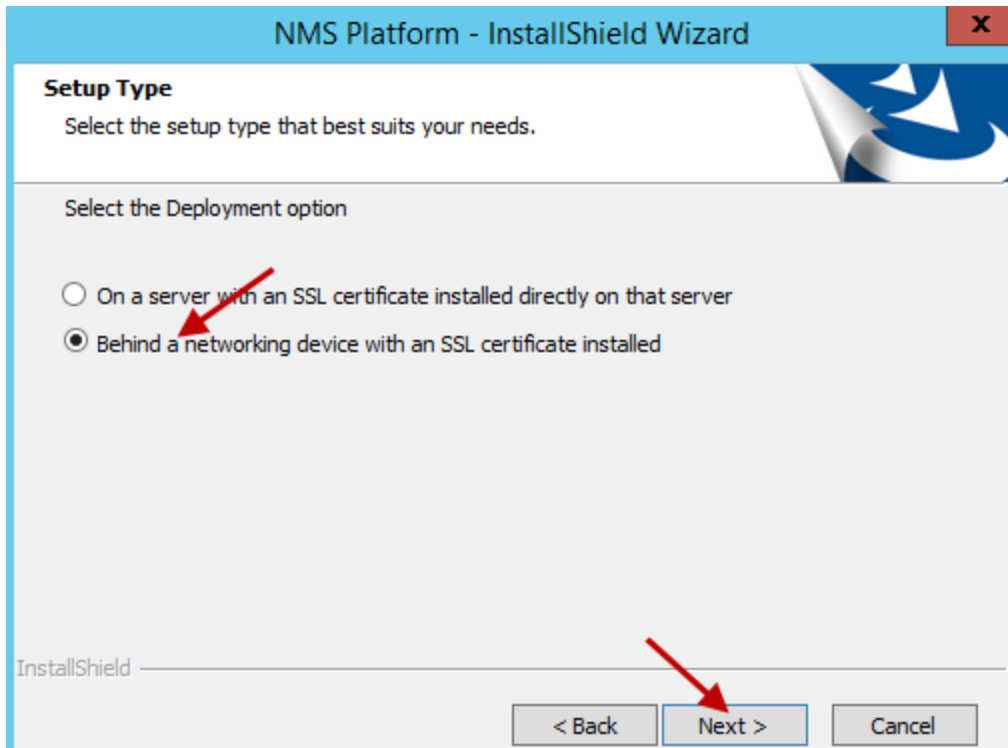 NMS Platform - InstallShield Wizard
x
Setup Type
Select the setup type that best suits your needs.
Select the Deployment option
On a server with an SSL certificate installed directly on that server
Behind a networking device with an SSL certificate installed
InstallShield
< Back
Next >
Cancel